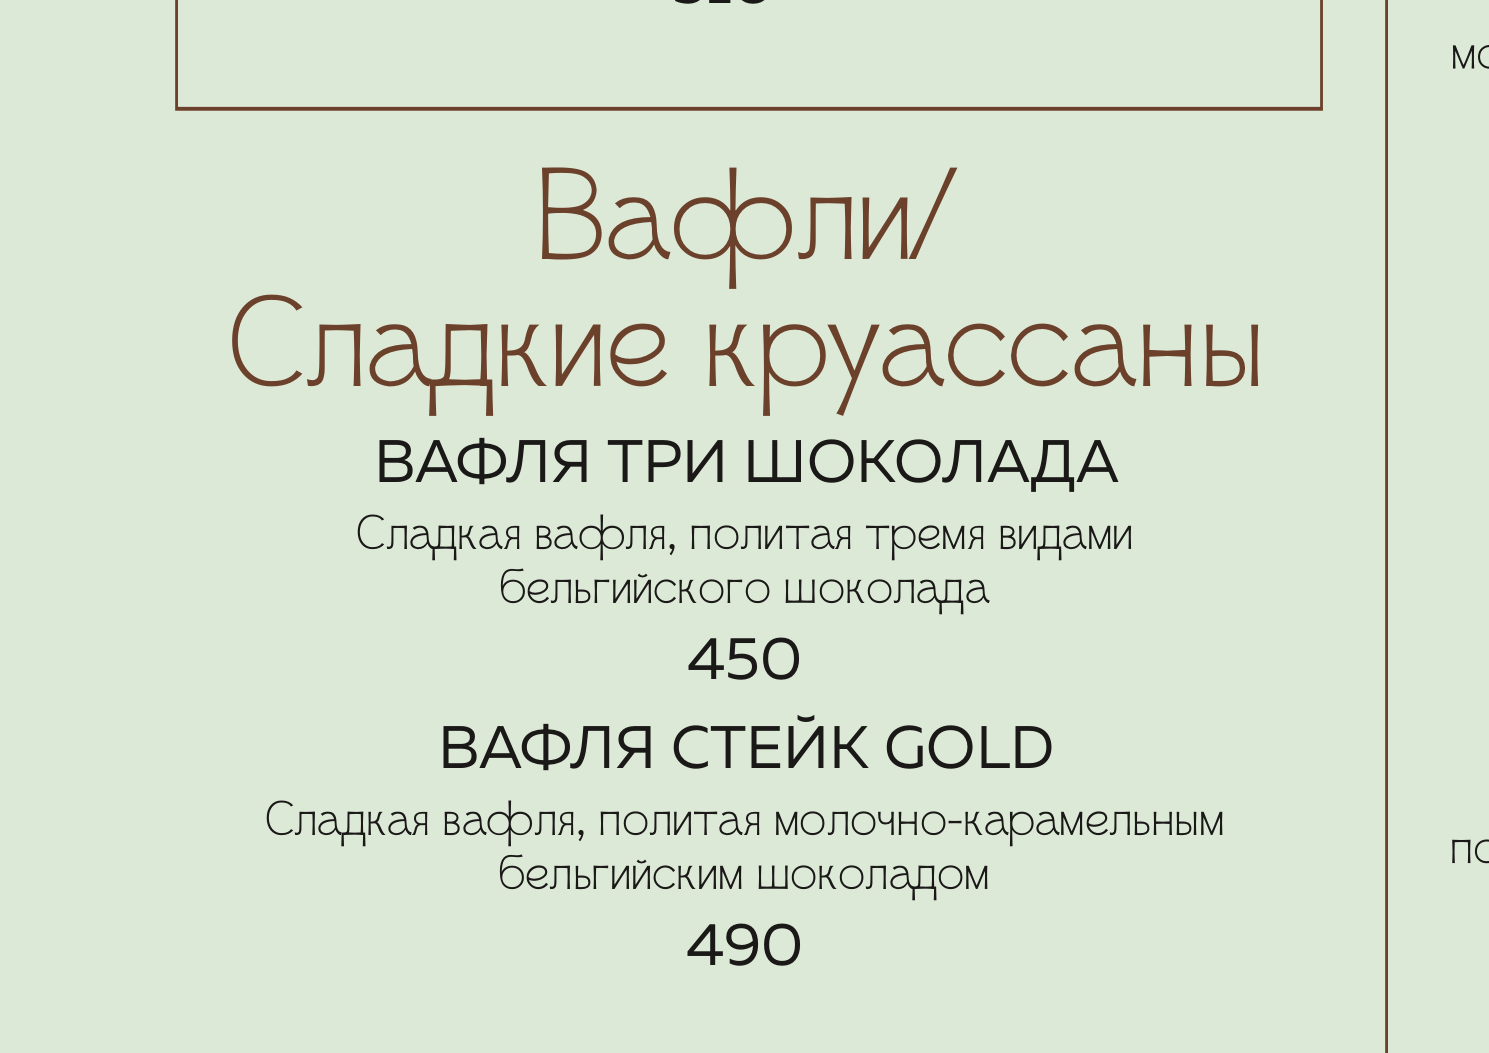 Вафли/
Сладкие круассаны
ВАФЛЯ ТРИ ШОКОЛАДА
Сладкая вафля, политая тремя видами
бельгийского шоколада
450
ВАФЛЯ СТЕЙК GOLD
Сладкая вафля, политая молочно-карамельным
бельгийским шоколадом
490